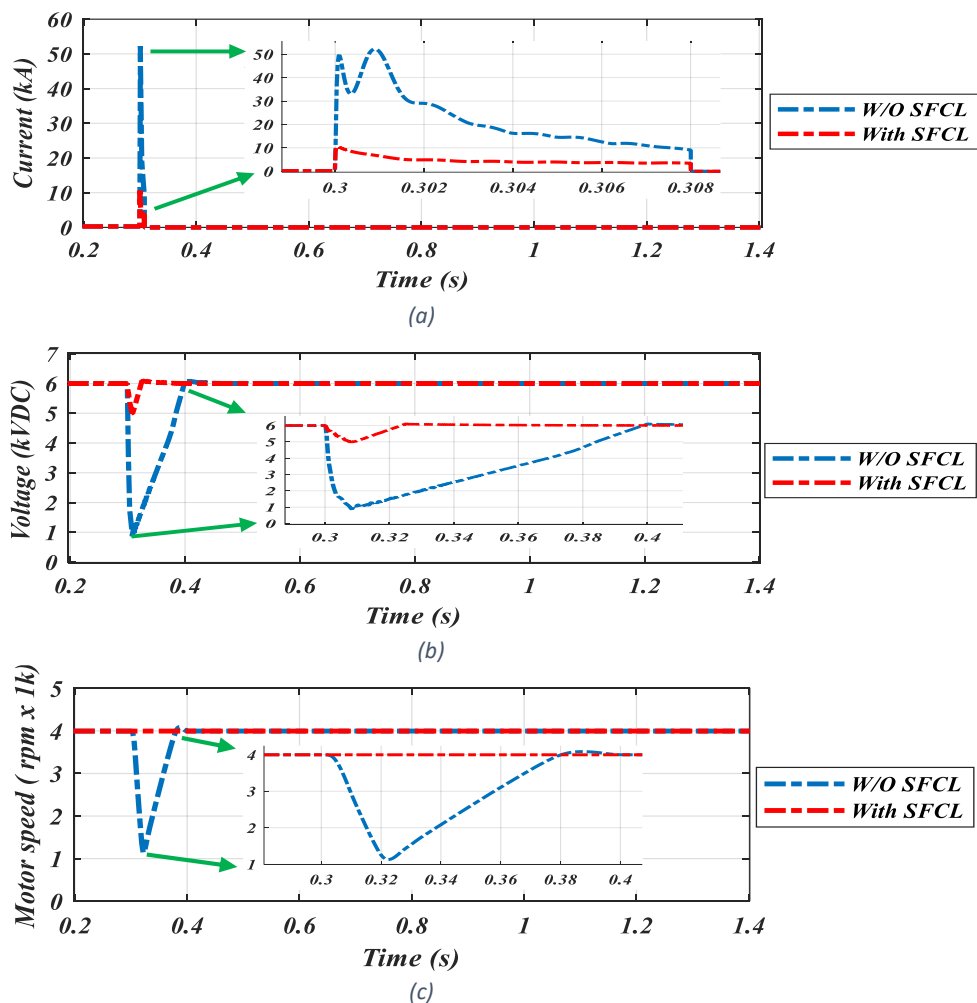 60
50
40
30
20
10
0
Current (kA)
50
40
30
20
10
0
0.3 0.302 0.304 0.306 0.308
0.2 0.4 0.6 0.8 1 1.2 1.4
Time (s)
W/O SFCL
With SFCL
(a)
7
6
5
4
3
2
1
0
Voltage (kVDC)
6
5
4
3
2
1
0
0.3 0.32 0.34 0.36 0.38 0.4
0.2 0.4 0.6 0.8 1 1.2 1.4
Time (s)
W/O SFCL
With SFCL
(b)
5
4
3
2
1
0
Motor speed ( rpm x 1k)
4
3
2
1
0.3 0.32 0.34 0.36 0.38 0.4
0.2 0.4 0.6 0.8 1 1.2 1.4
Time (s)
W/O SFCL
With SFCL
(c)